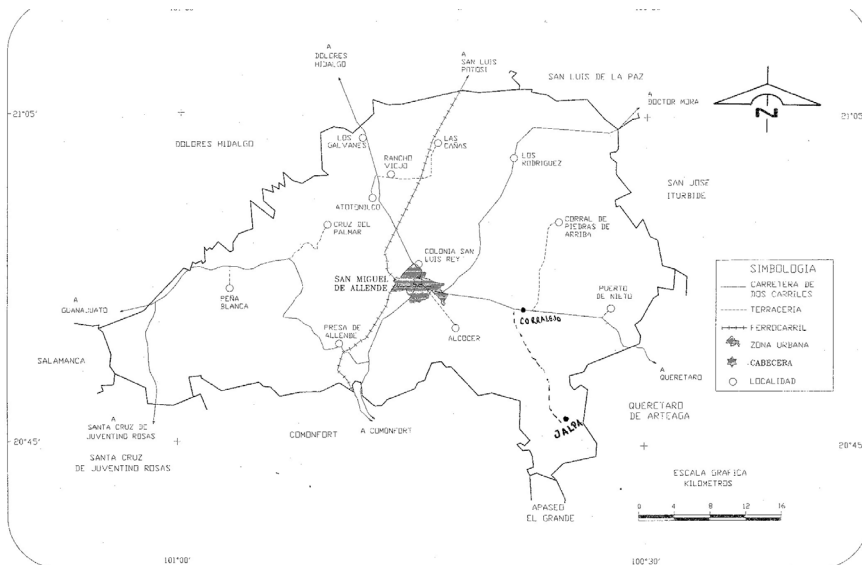 A
DOLORES
HIDALGO
A
SAN LUIS
POTOSI
SAN LUIS DE LA PAZ
A
DOCTOR MORA
21°05'
21°05'
DOLORES HIDALGO
LOS
GALVANES
LAS
CAÑAS
RANCHO
VIEJO
LOS
RODRIGUEZ
N
SAN JOSE
ITURBIDE
ATOTONILCO
CRUZ DEL
PALMAR
CORRAL DE
PIEDRAS DE
ARRIBA
COLONIA SAN
LUIS REY
SAN MIGUEL
DE ALLENDE
A
GUANAJUATO
PEÑA
BLANCA
PUERTO
DE NIETO
CORRALEJO
PRESA DE
ALLENDE
ALCOCER
SIMBOLOGIA
CARRETERA DE
DOS CARRILES
TERRACERIA
FERROCARRIL
ZONA URBANA
CABECERA
LOCALIDAD
SALAMANCA
A
QUERETARO
QUERETARO
DE ARTEAGA
A
SANTA CRUZ DE
JUVENTINO ROSAS
SANTA CRUZ
DE JUVENTINO ROSAS
COMONFORT
A COMONFORT
JALPA
20°45'
20°45'
ESCALA GRAFICA
KILOMETROS
0 4 8 12 16
APASEO
EL GRANDE
101°00'
100°30'